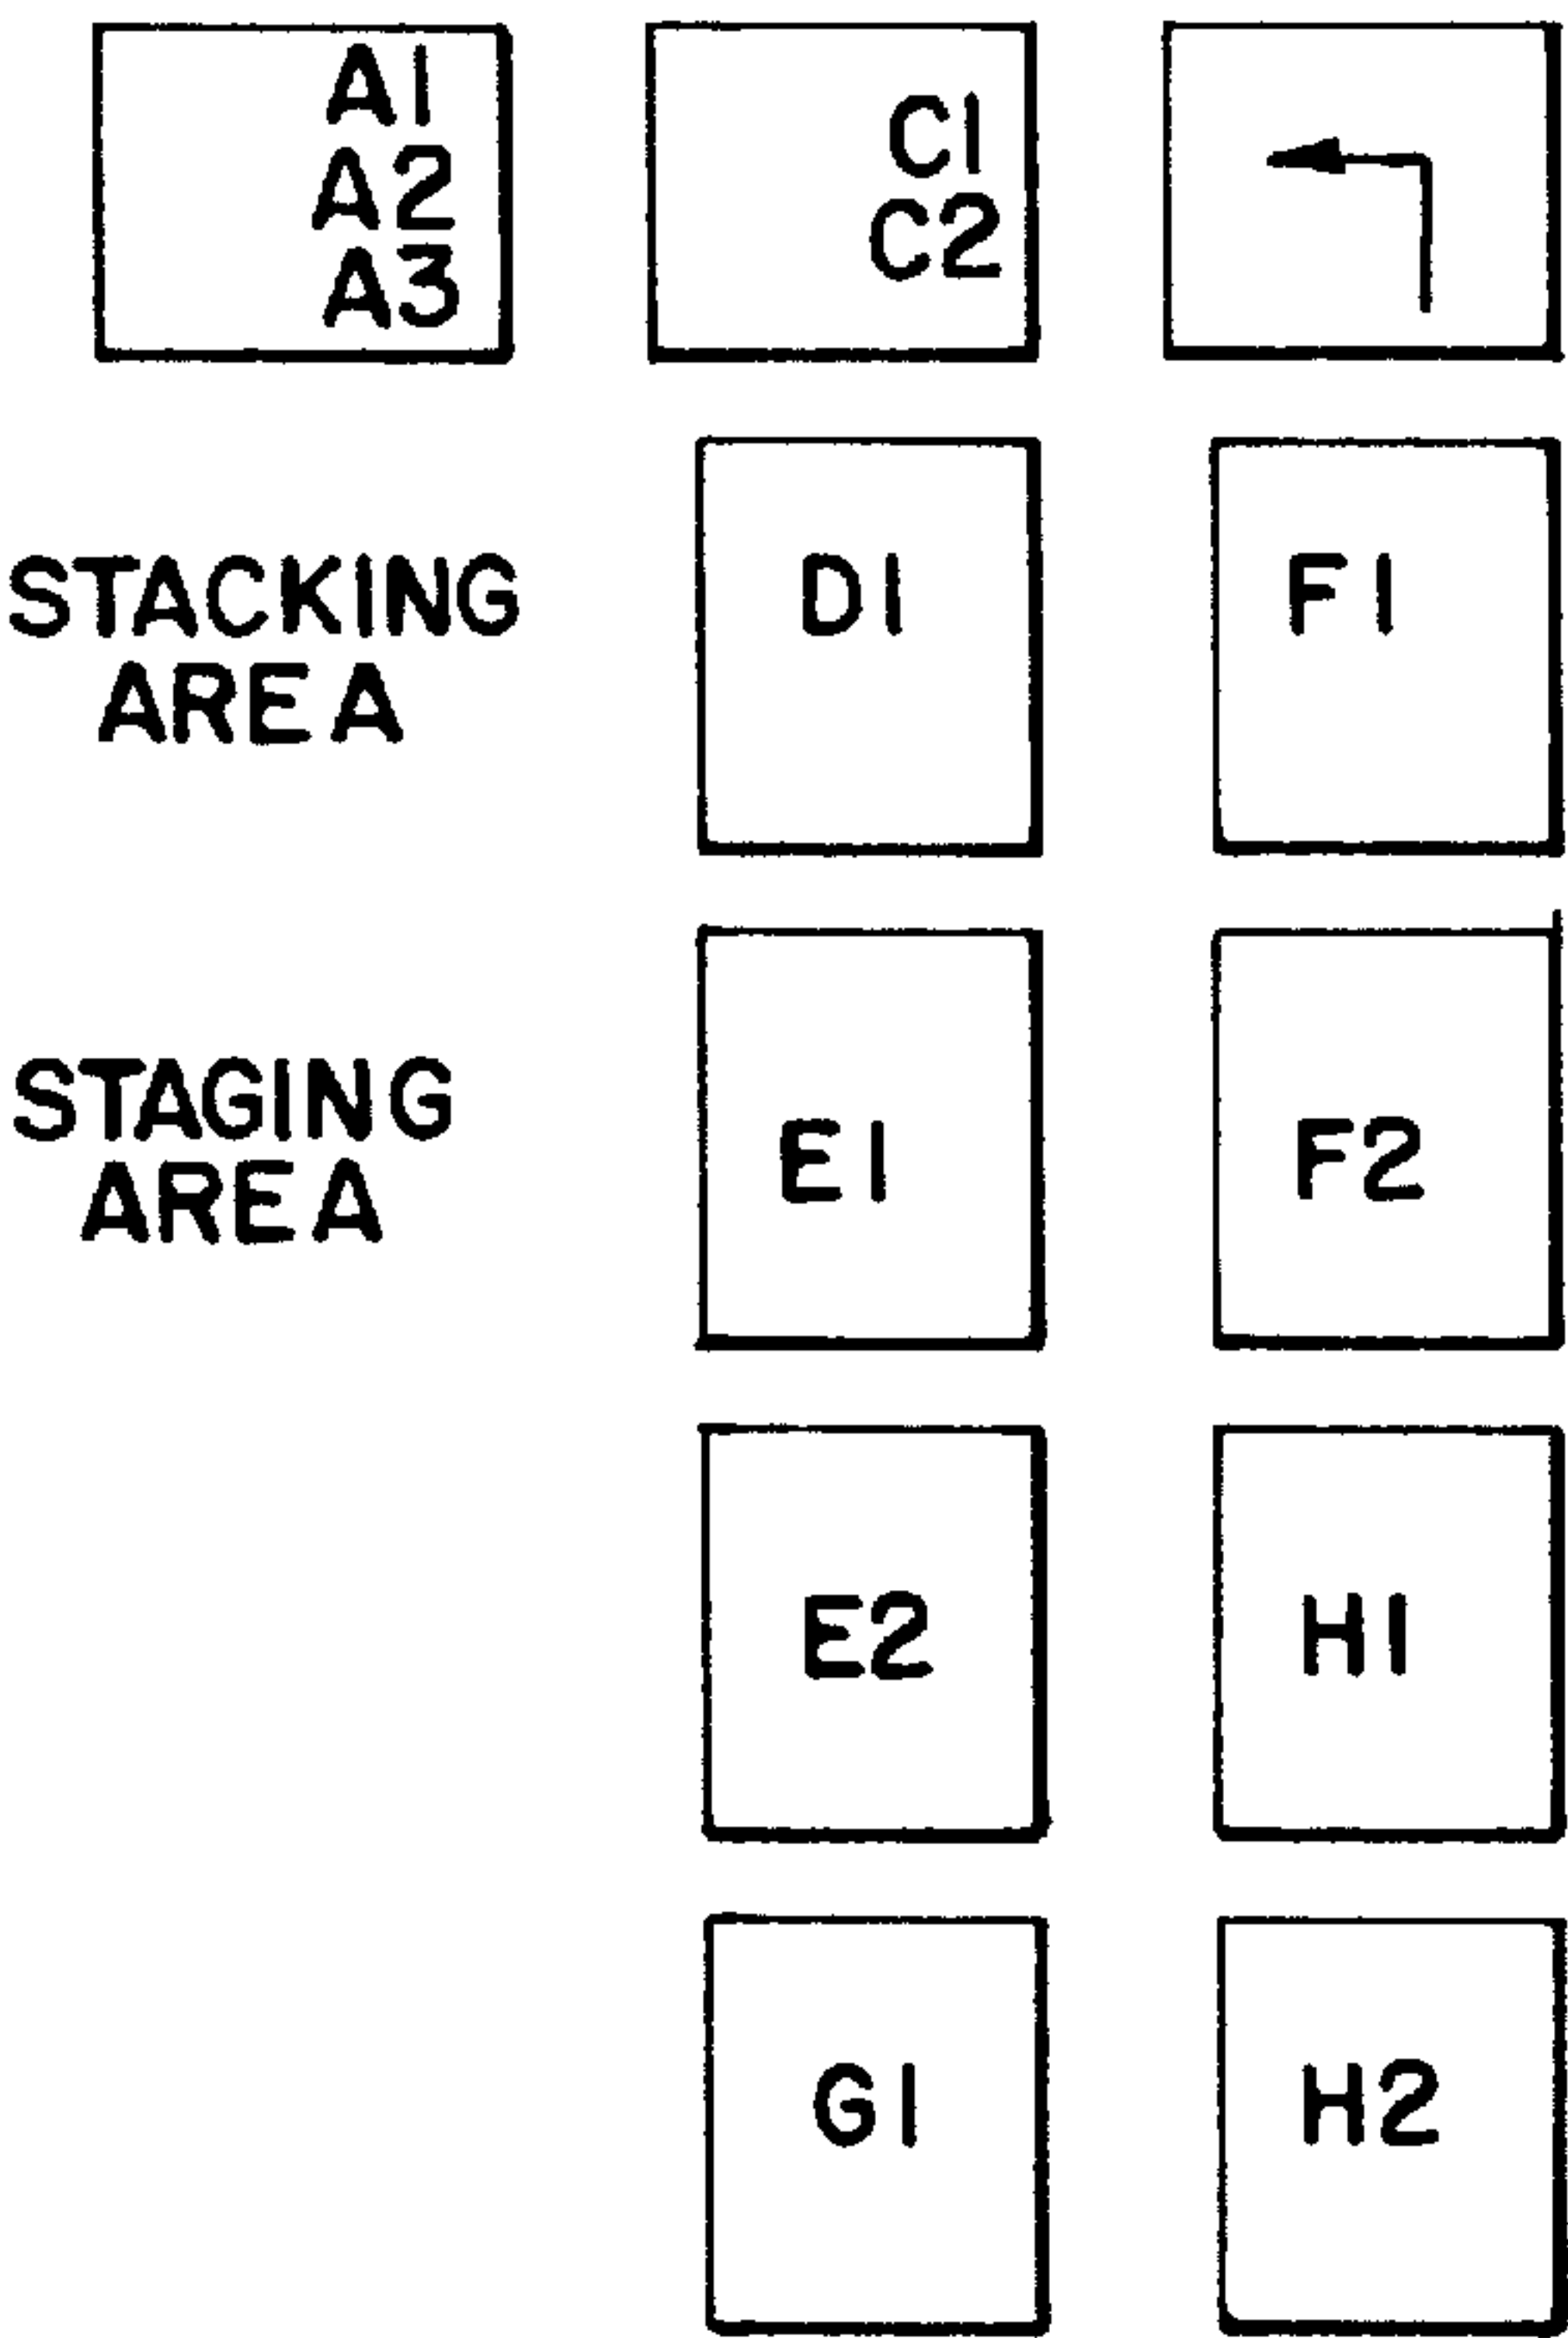 A1
A2
A3
C1
C2
STACKING
AREA
D1
F1
STAGING
AREA
E1
F2
E2
H1
G1
H2